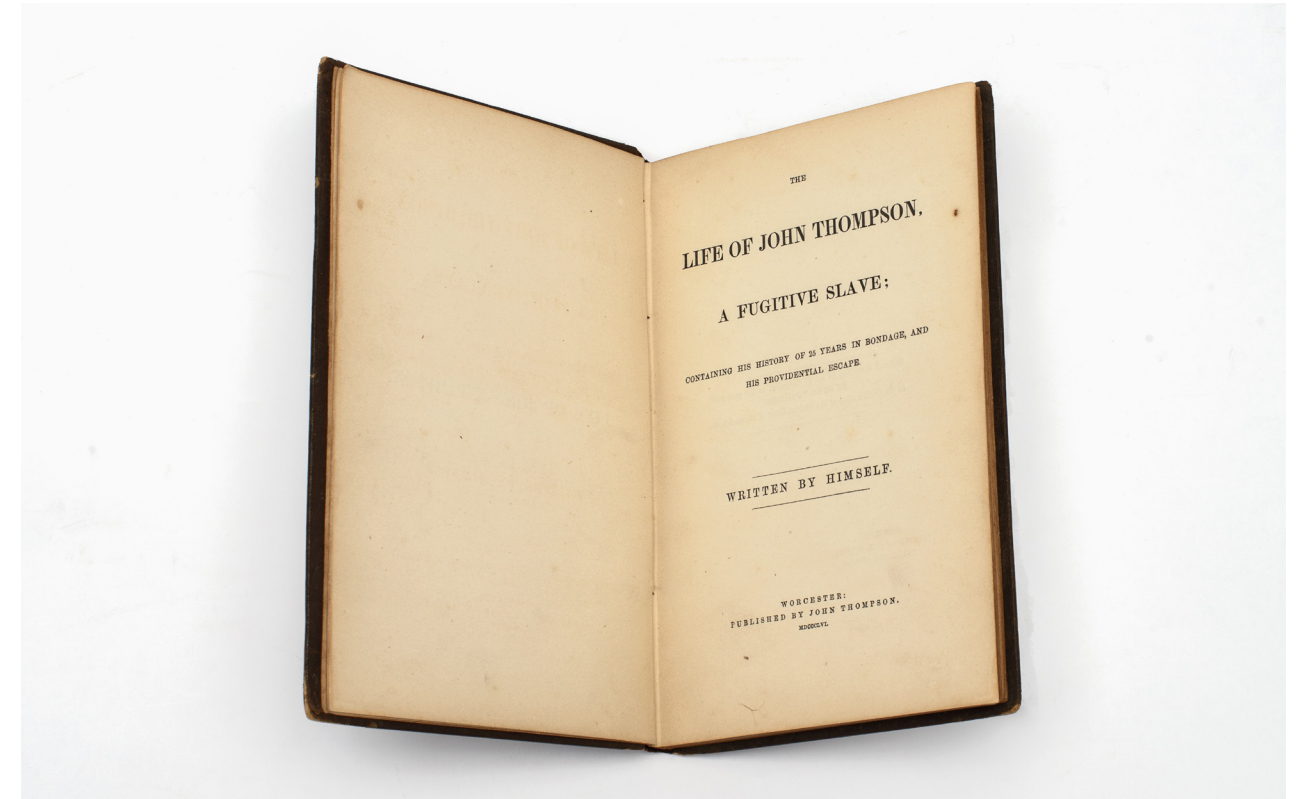 THE
LIFE OF JOHN THOMPSON,
A FUGITIVE SLAVE;
CONTAINING HIS HISTORY OF 25 YEARS IN BONDAGE, AND
HIS PROVIDENTIAL ESCAPE.
WRITTEN BY HIMSELF.
WORCESTER:
PUBLISHED BY JOHN THOMPSON.
MDCCCLVI.